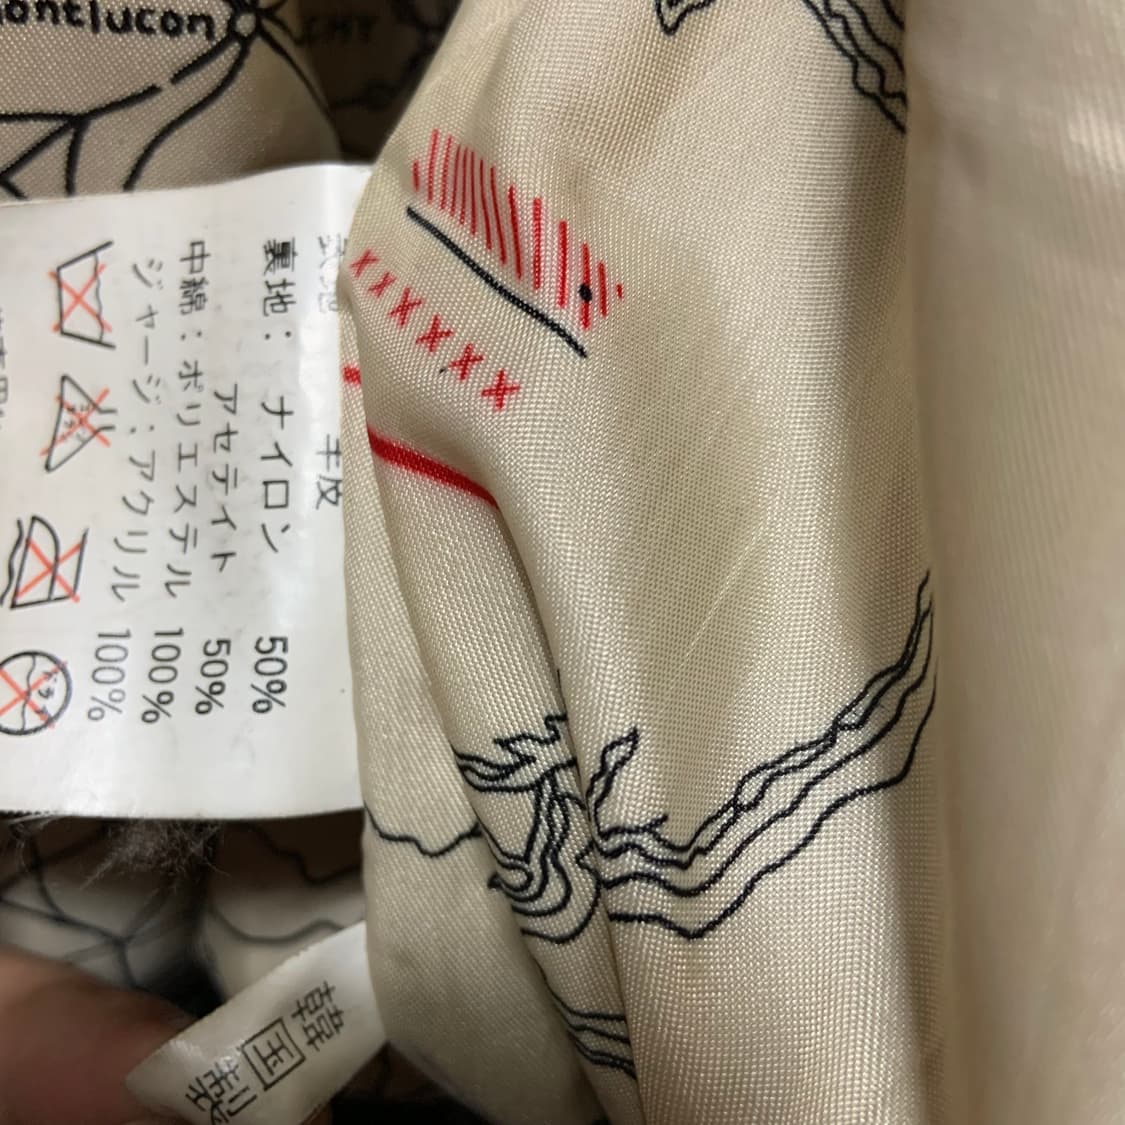 ontlucon
表地　　牛皮
裏地：　ナイロン　50%
アセテイト　50%
中綿：ポリエステル　100%
ジャージ：アクリル　100%
韓国製